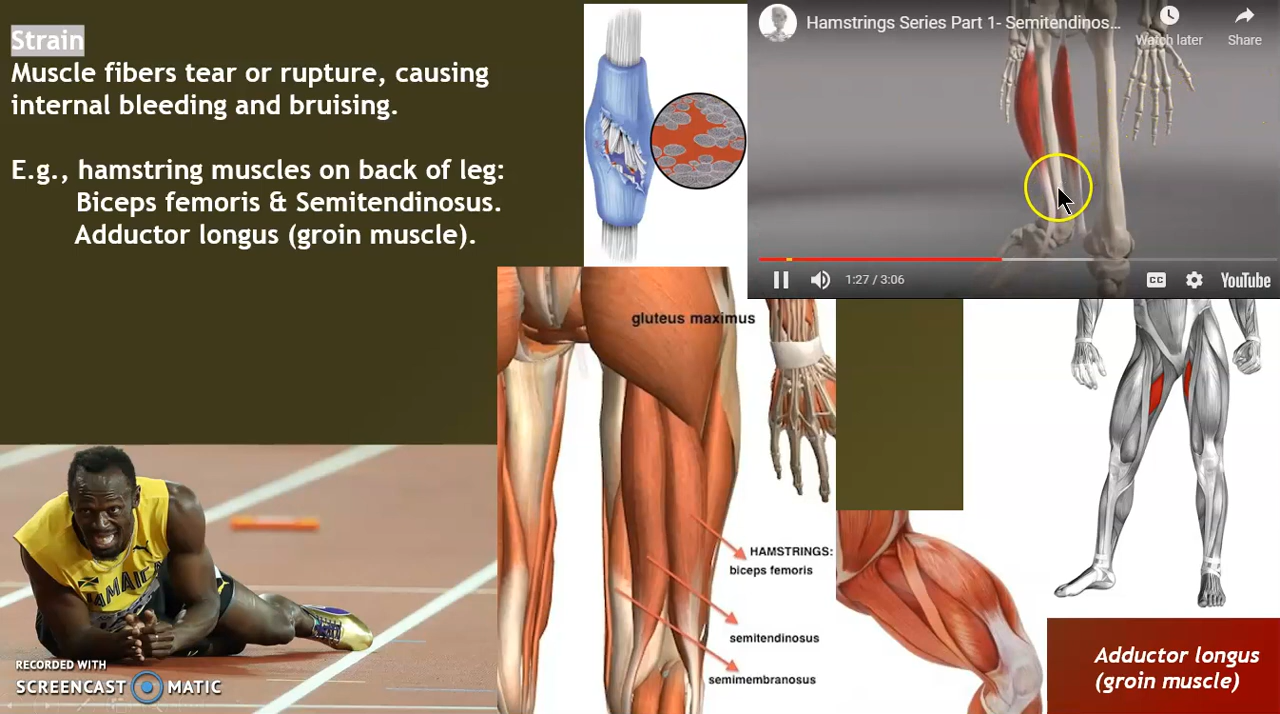 Strain
Muscle fibers tear or rupture, causing
internal bleeding and bruising.
E.g., hamstring muscles on back of leg:
Biceps femoris & Semitendinosus.
Adductor longus (groin muscle).
Hamstrings Series Part 1- Semitendinos...
Watch later
Share
1:27 / 3:06
CC
YouTube
gluteus maximus
HAMSTRINGS:
biceps femoris
semitendinosus
semimembranosus
JAMAICA
RECORDED WITH
SCREENCAST MATIC
Adductor longus
(groin muscle)